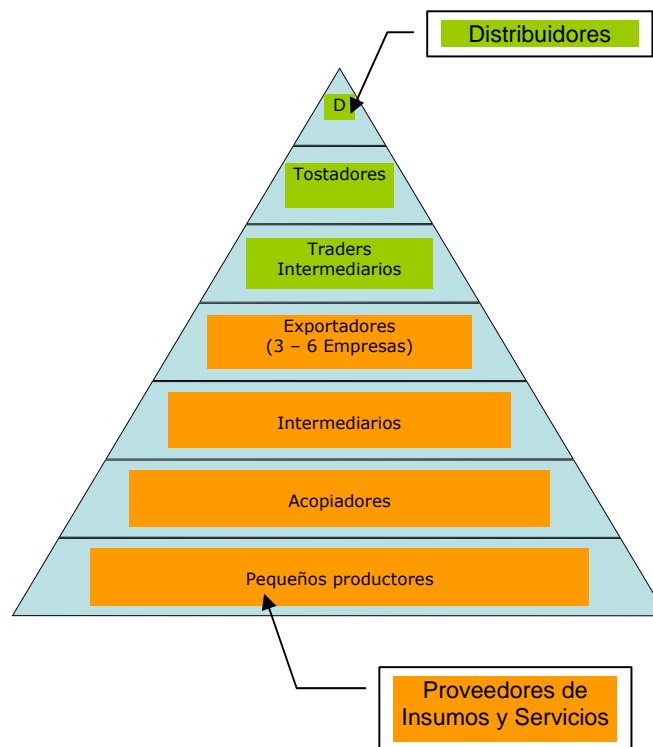 Distribuidores
D
Tostadores
Traders
Intermediarios
Exportadores
(3 – 6 Empresas)
Intermediarios
Acopiadores
Pequeños productores
Proveedores de
Insumos y Servicios